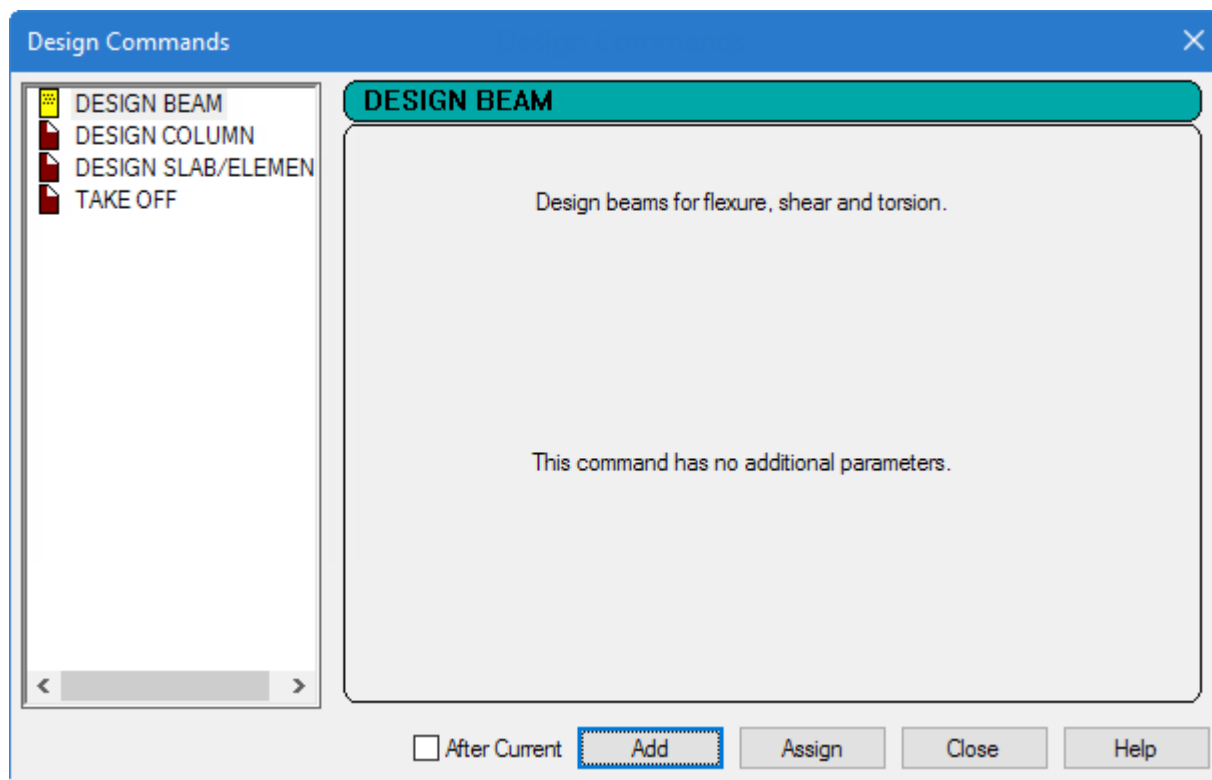 Design Commands
DESIGN BEAM
DESIGN COLUMN
DESIGN SLAB/ELEMEN
TAKE OFF
DESIGN BEAM
Design beams for flexure, shear and torsion.
This command has no additional parameters.
After Current
Add
Assign
Close
Help